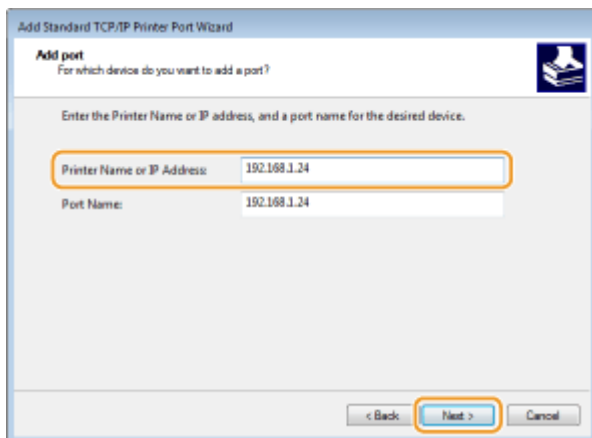 Add Standard TCP/IP Printer Port Wizard
Add port
For which device do you want to add a port?
Enter the Printer Name or IP address, and a port name for the desired device.
Printer Name or IP Address: 192.168.1.24
Port Name: 192.168.1.24
< Back Next > Cancel